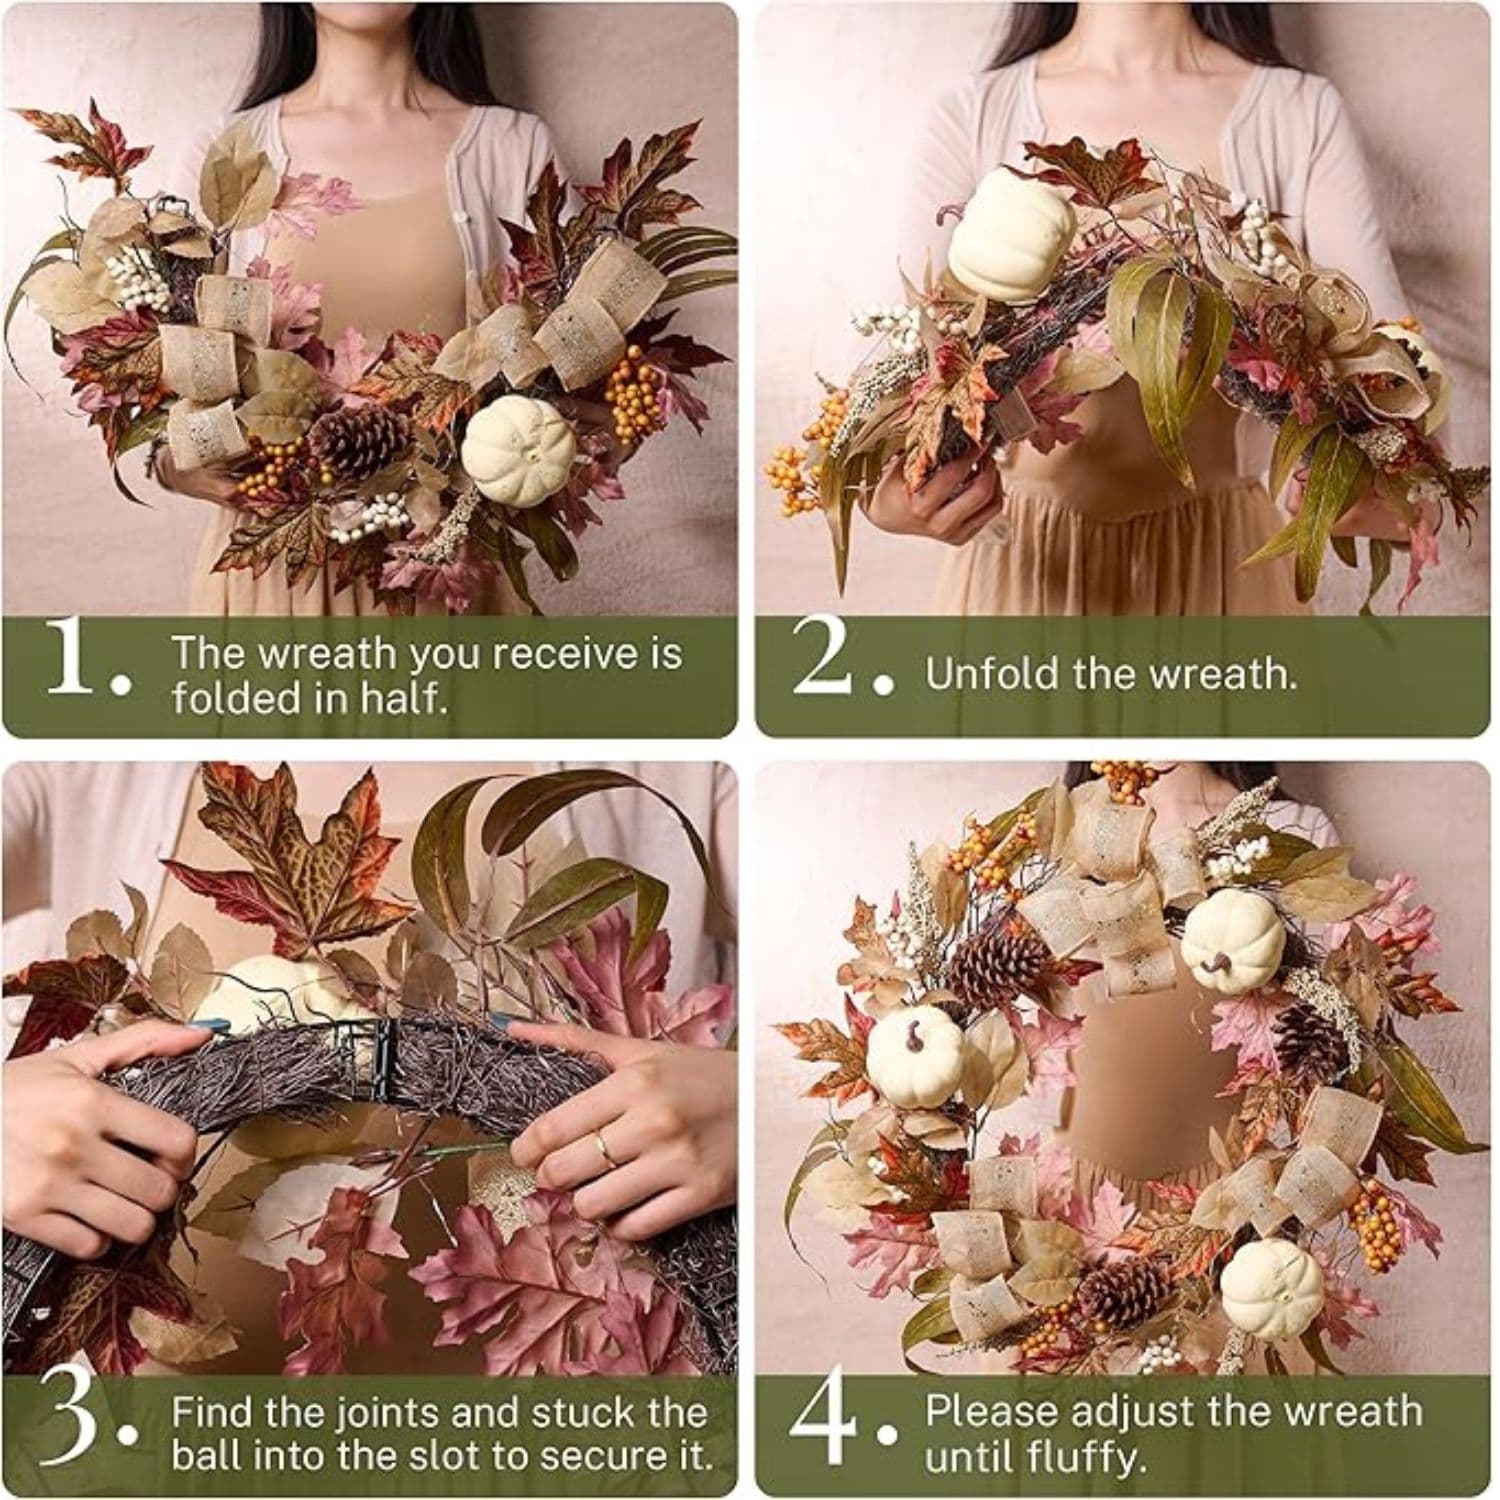 1. The wreath you receive is
folded in half.
2. Unfold the wreath.
3. Find the joints and stuck the
ball into the slot to secure it.
4. Please adjust the wreath
until fluffy.